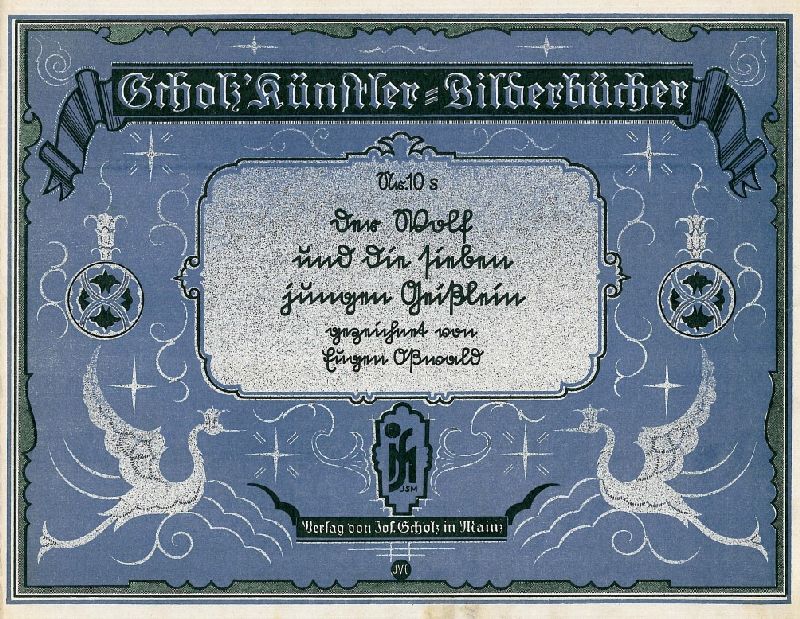 Scholz' Künstler=Bilderbücher
Nr.10 s
Der Wolf
und die sieben
jungen Geißlein
gezeichnet von
Eugen Oßwald
JSM
Verlag von Jos. Scholz in Mainz